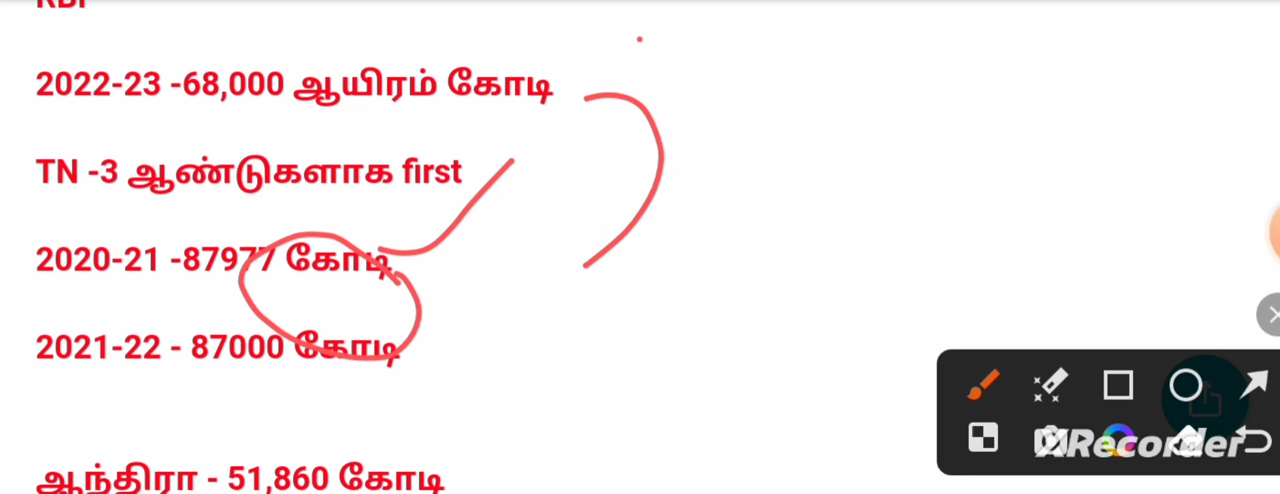 RBI
2022-23 -68,000 ஆயிரம் கோடி
TN -3 ஆண்டுகளாக first
2020-21 -87977 கோடி
2021-22 - 87000 கோடி
ஆந்திரா - 51,860 கோடி
XRecorder